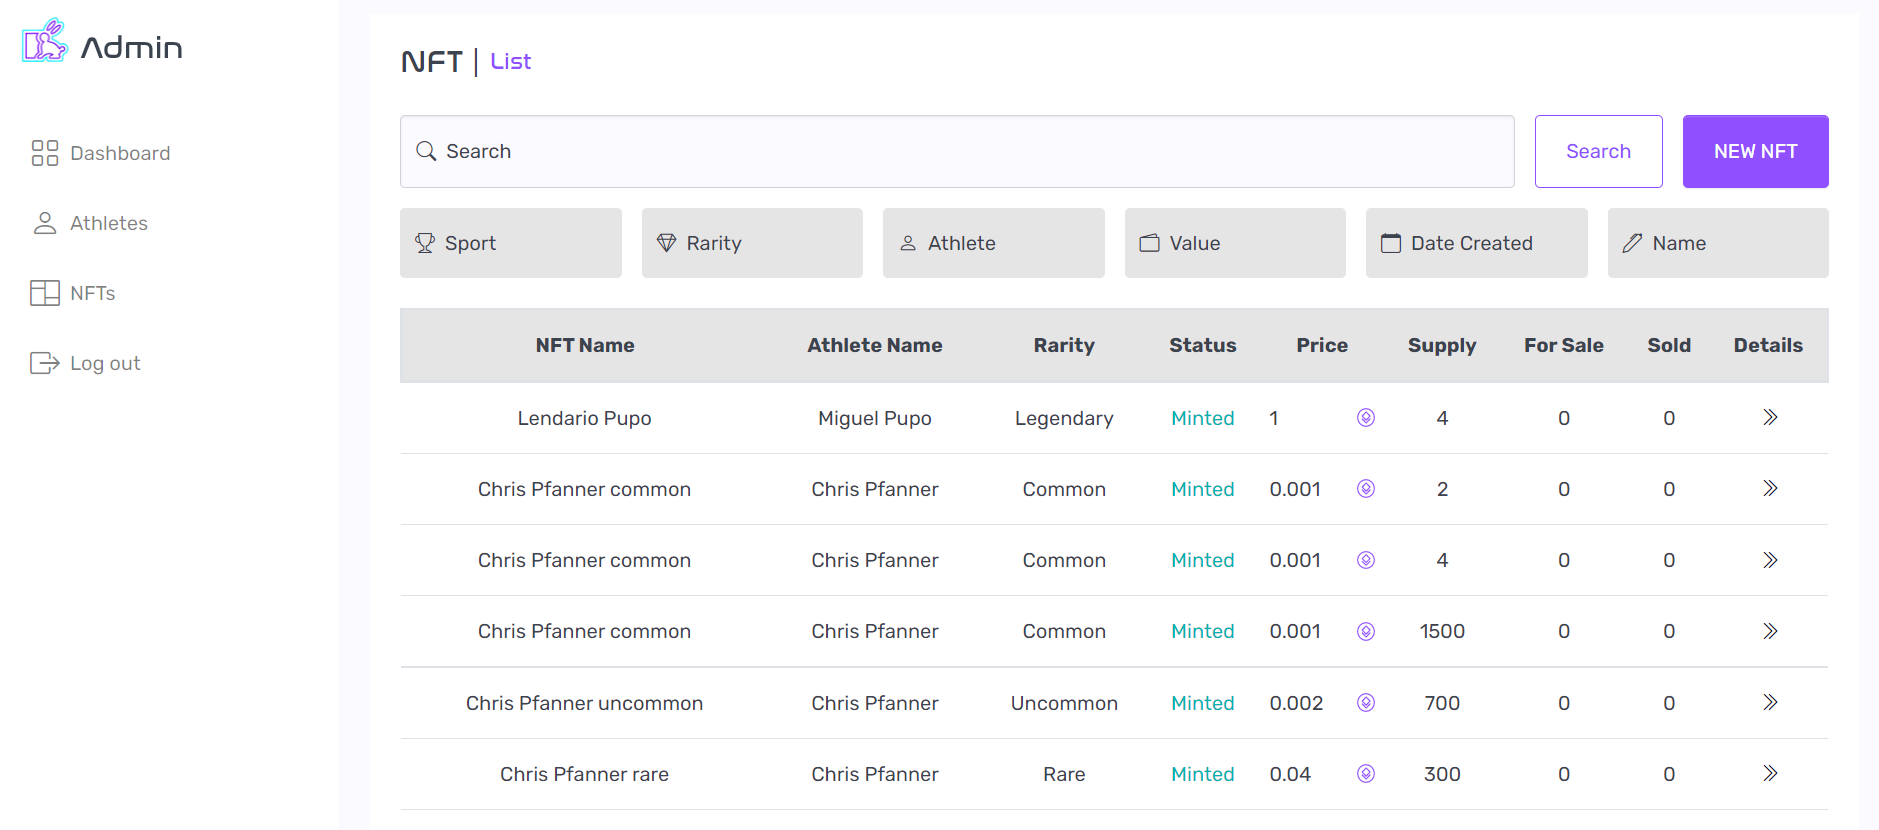 Admin
Dashboard
Athletes
NFTs
Log out
NFT | List
Search
Search
NEW NFT
Sport
Rarity
Athlete
Value
Date Created
Name
NFT Name Athlete Name Rarity Status Price Supply For Sale Sold Details
Lendario Pupo Miguel Pupo Legendary Minted 1 4 0 0
Chris Pfanner common Chris Pfanner Common Minted 0.001 2 0 0
Chris Pfanner common Chris Pfanner Common Minted 0.001 4 0 0
Chris Pfanner common Chris Pfanner Common Minted 0.001 1500 0 0
Chris Pfanner uncommon Chris Pfanner Uncommon Minted 0.002 700 0 0
Chris Pfanner rare Chris Pfanner Rare Minted 0.04 300 0 0